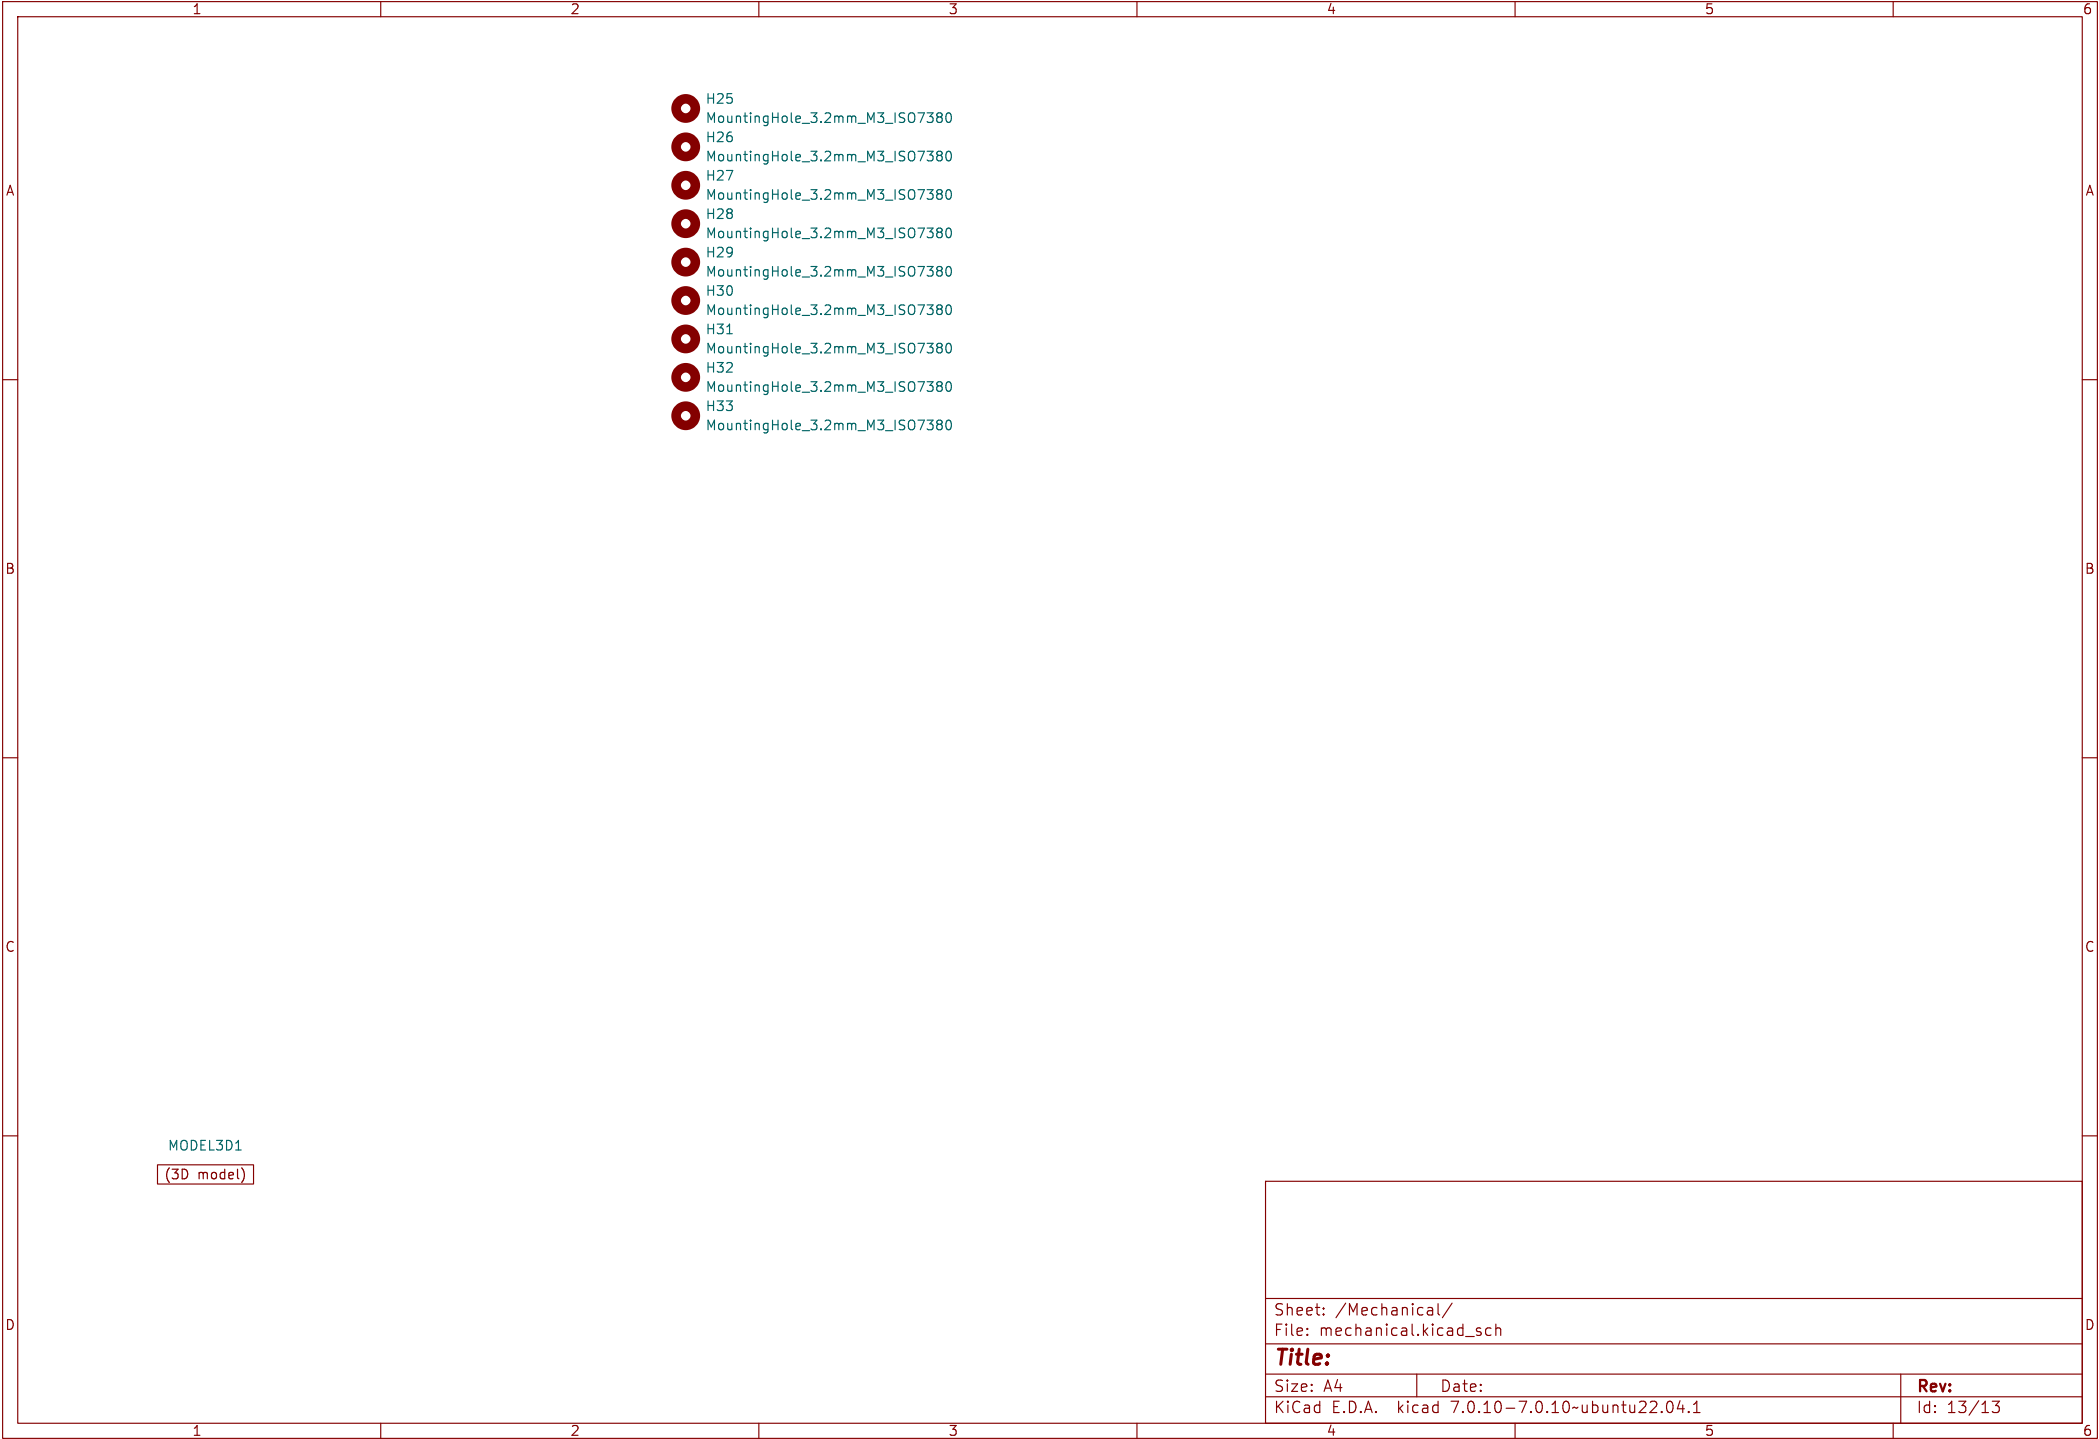 1 2 3 4 5 6
H25
MountingHole_3.2mm_M3_ISO7380
H26
MountingHole_3.2mm_M3_ISO7380
H27
A A
MountingHole_3.2mm_M3_ISO7380
H28
MountingHole_3.2mm_M3_ISO7380
H29
MountingHole_3.2mm_M3_ISO7380
H30
MountingHole_3.2mm_M3_ISO7380
H31
MountingHole_3.2mm_M3_ISO7380
H32
MountingHole_3.2mm_M3_ISO7380
H33
MountingHole_3.2mm_M3_ISO7380
B B
C C
MODEL3D1
(3D model)
Sheet: /Mechanical/
D D
File: mechanical.kicad_sch
Title:
Size: A4 Date: Rev:
KiCad E.D.A. kicad 7.0.10-7.0.10~ubuntu22.04.1 Id: 13/13
1 2 3 4 5 6